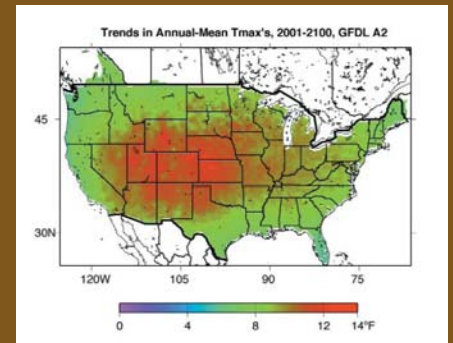 Trends in Annual-Mean Tmax's, 2001-2100, GFDL A2
45
30N
120W 105 90 75
0 4 8 12 14°F